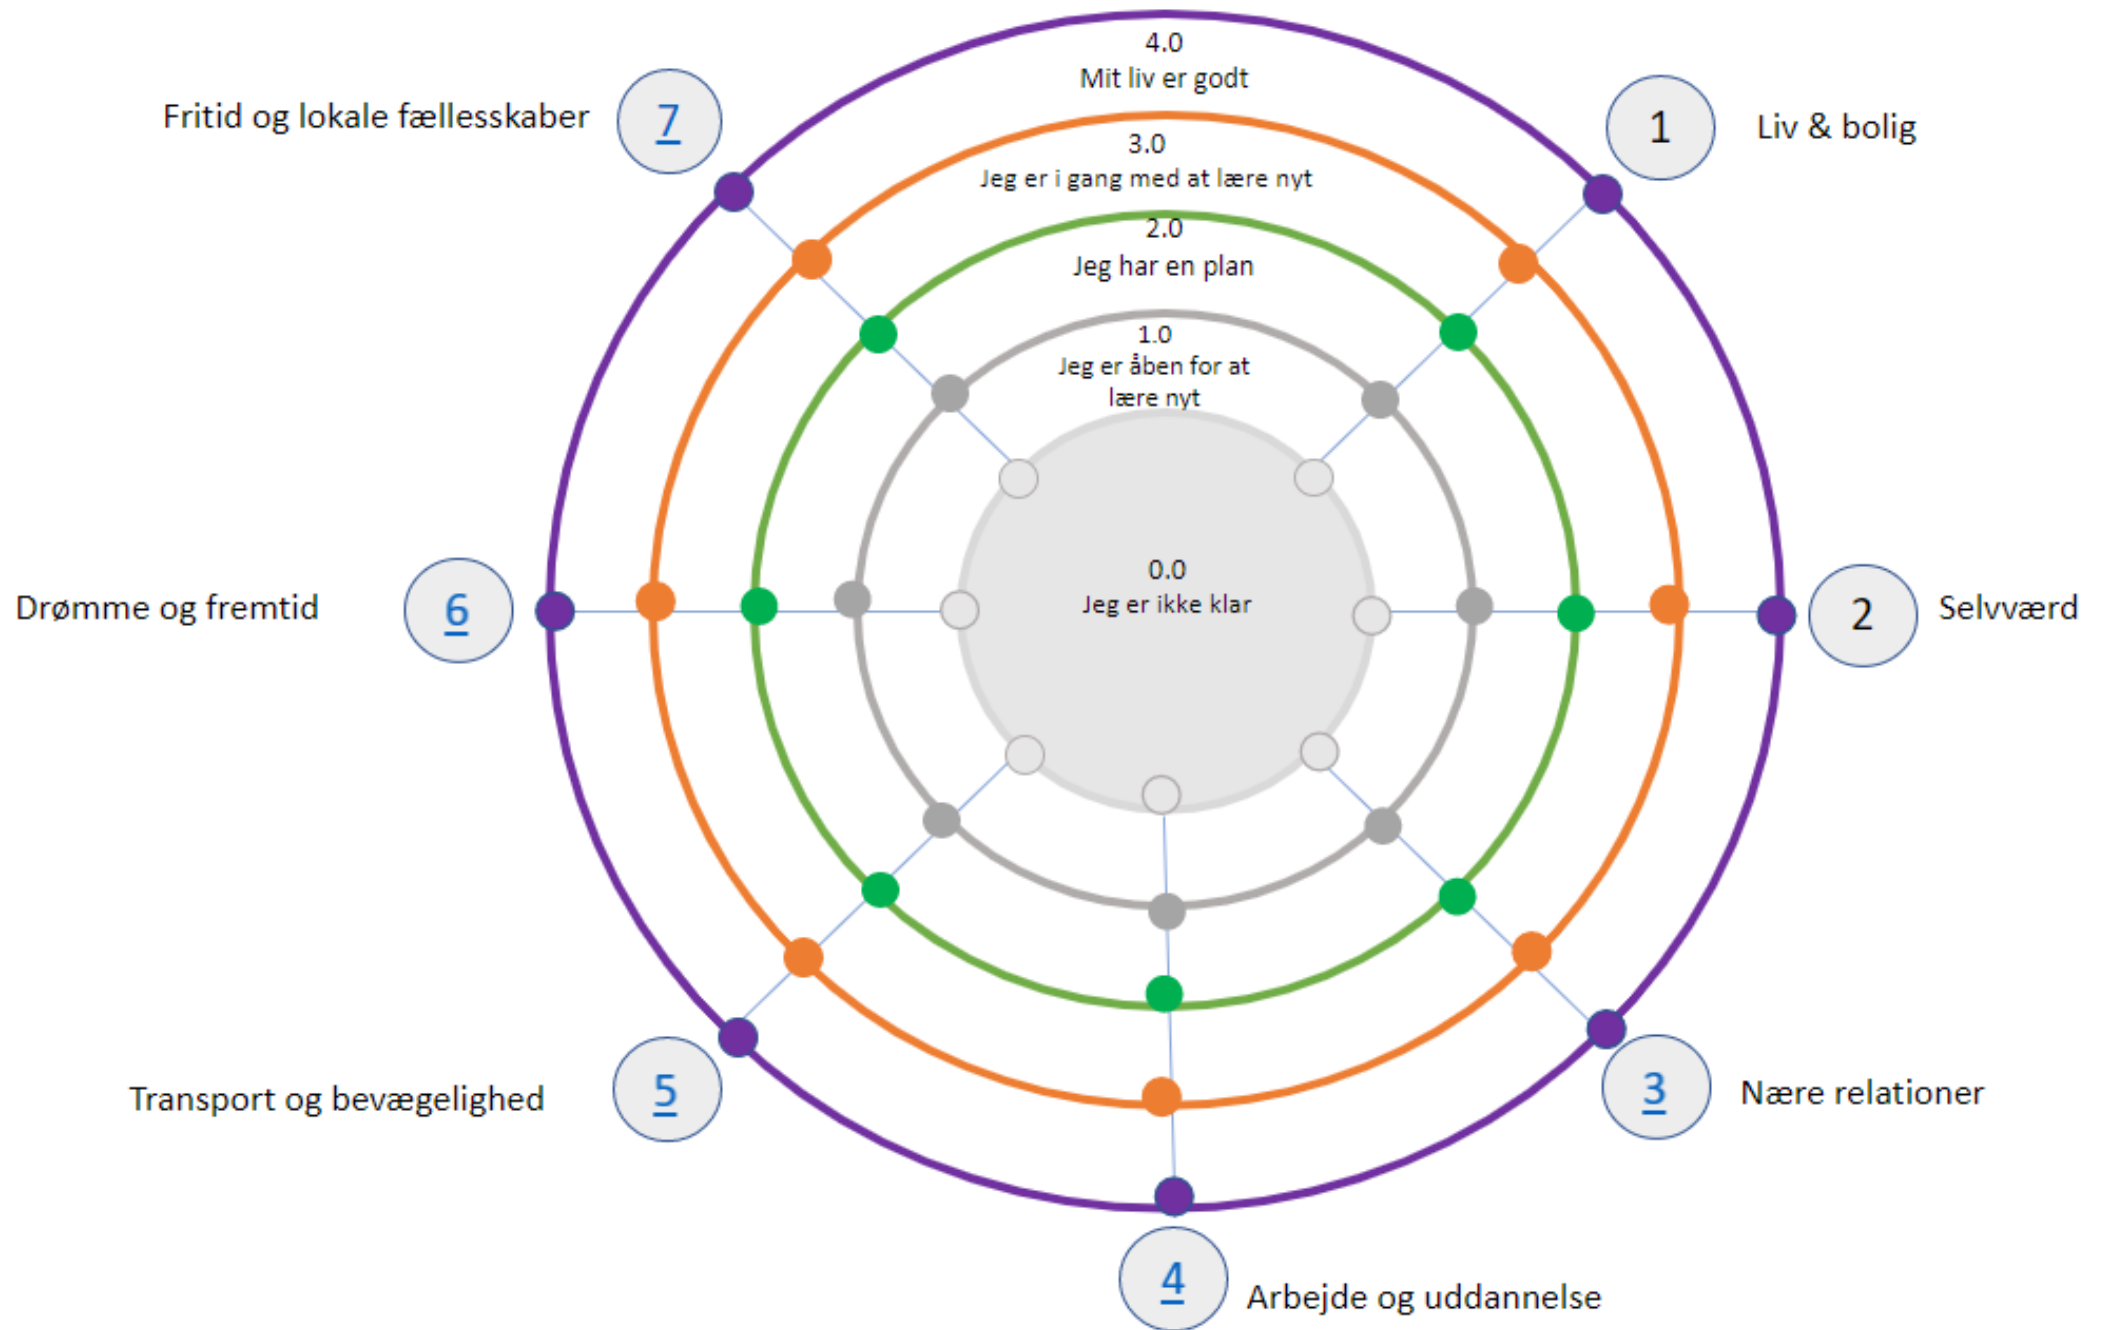 4.0
Mit liv er godt
3.0
Jeg er i gang med at lære nyt
2.0
Jeg har en plan
1.0
Jeg er åben for at
lære nyt
0.0
Jeg er ikke klar
1 Liv & bolig
2 Selvværd
3 Nære relationer
4 Arbejde og uddannelse
Transport og bevægelighed 5
Drømme og fremtid 6
Fritid og lokale fællesskaber 7